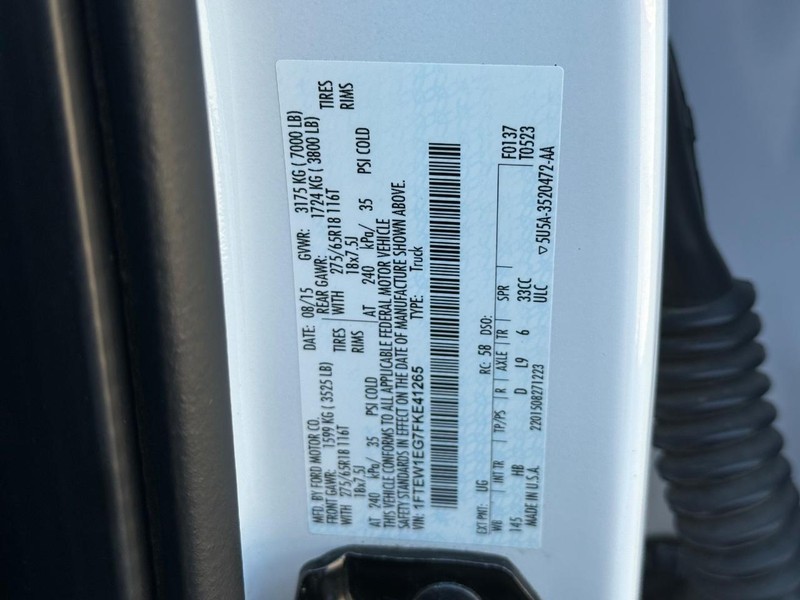 MFD. BY FORD MOTOR CO. DATE: 08/15 GVWR: 3175 KG ( 7000 LB)
FRONT GAWR: 1599 KG ( 3525 LB) REAR GAWR: 1724 KG ( 3800 LB)
WITH 275/65R18 116T TIRES WITH 275/65R18 116T TIRES
18x7.5J RIMS 18x7.5J RIMS
AT 240 kPa/ 35 PSI COLD AT 240 kPa/ 35 PSI COLD
THIS VEHICLE CONFORMS TO ALL APPLICABLE FEDERAL MOTOR VEHICLE
SAFETY STANDARDS IN EFFECT ON THE DATE OF MANUFACTURE SHOWN ABOVE.
VIN: 1FTEW1EG7FKE41265 TYPE: Truck
F0137
T0523
EXT PNT: UG RC: 58 DSO:
WB INT TR TP/PS R AXLE TR SPR
145 HB D L9 6 33CC
ULC
MADE IN U.S.A. 2201508271223 ▽5U5A-3520472-AA